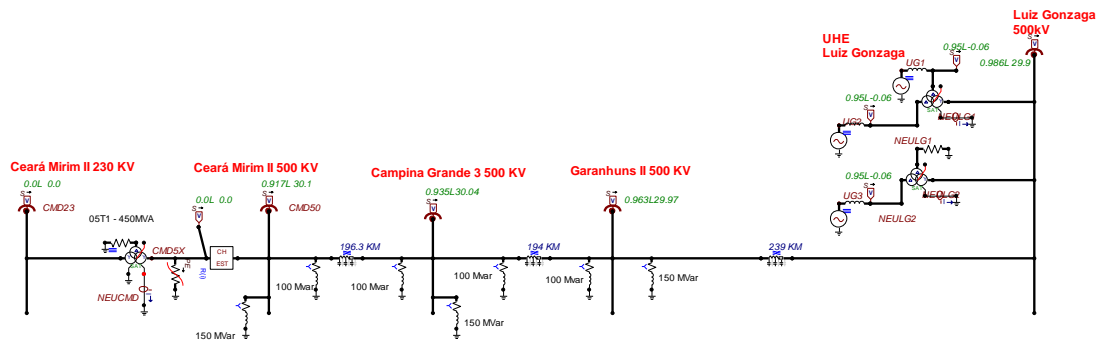 Luiz Gonzaga
500kV
UHE
Luiz Gonzaga
0.95L-0.06
0.986L 29.9
UG1
0.95L-0.06
UG2
NEULG1
NEULG1
0.95L-0.06
UG3
NEULG2
NEULG2
Ceará Mirim II 230 KV
0.0L 0.0
CMD23
Ceará Mirim II 500 KV
0.917L 30.1
0.0L 0.0
CMD50
Campina Grande 3 500 KV
0.935L30.04
Garanhuns II 500 KV
0.963L29.97
05T1 - 450MVA
CMD5X
CH
EST
R(i)
NEUCMD
196.3 KM
194 KM
239 KM
100 Mvar
100 Mvar
100 Mvar
100 Mvar
150 MVar
150 MVar
150 MVar